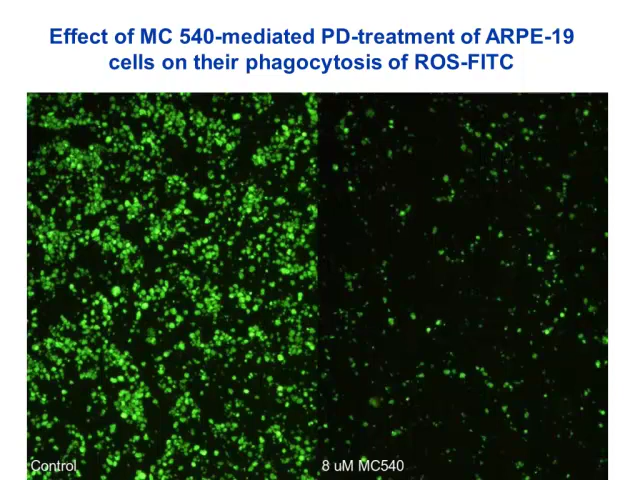 Effect of MC 540-mediated PD-treatment of ARPE-19
cells on their phagocytosis of ROS-FITC
Control
8 uM MC540